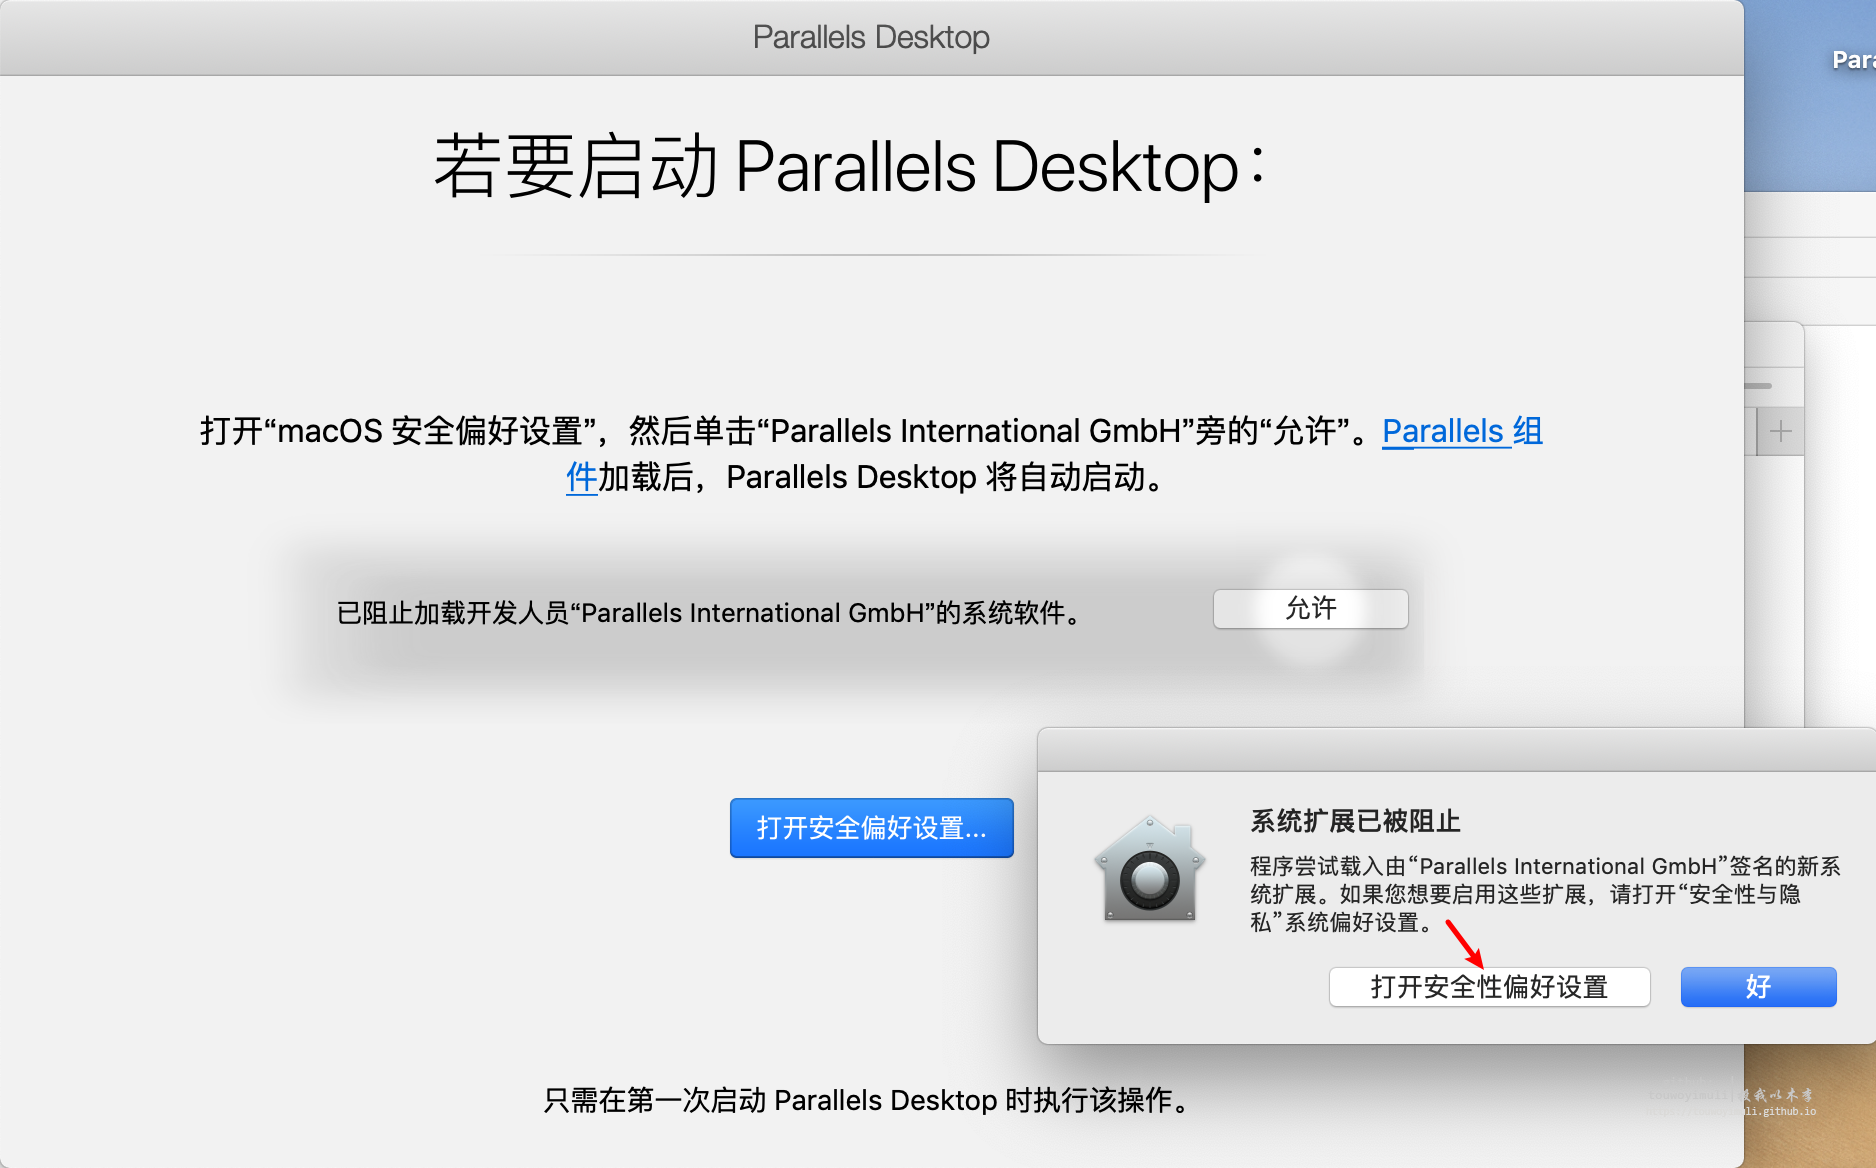 Parallels Desktop
若要启动 Parallels Desktop：
打开“macOS 安全偏好设置”，然后单击“Parallels International GmbH”旁的“允许”。Parallels 组
件加载后，Parallels Desktop 将自动启动。
已阻止加载开发人员“Parallels International GmbH”的系统软件。
允许
打开安全偏好设置...
系统扩展已被阻止
程序尝试载入由“Parallels International GmbH”签名的新系
统扩展。如果您想要启用这些扩展，请打开“安全性与隐
私”系统偏好设置。
打开安全性偏好设置
好
只需在第一次启动 Parallels Desktop 时执行该操作。